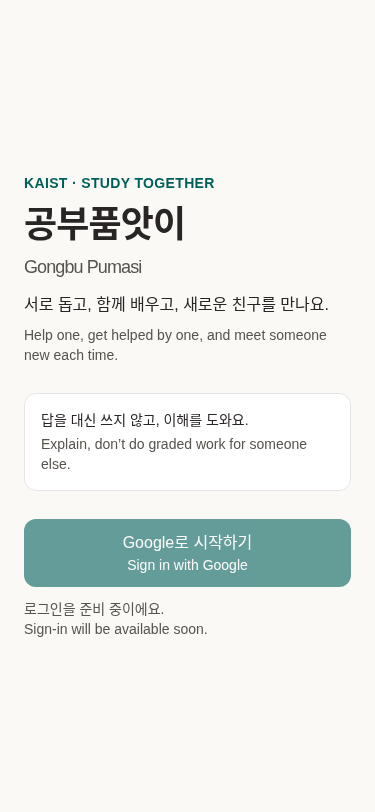 KAIST · STUDY TOGETHER
공부품앗이
Gongbu Pumasi
서로 돕고, 함께 배우고, 새로운 친구를 만나요.
Help one, get helped by one, and meet someone
new each time.
답을 대신 쓰지 않고, 이해를 도와요.
Explain, don’t do graded work for someone
else.
Google로 시작하기
Sign in with Google
로그인을 준비 중이에요.
Sign-in will be available soon.